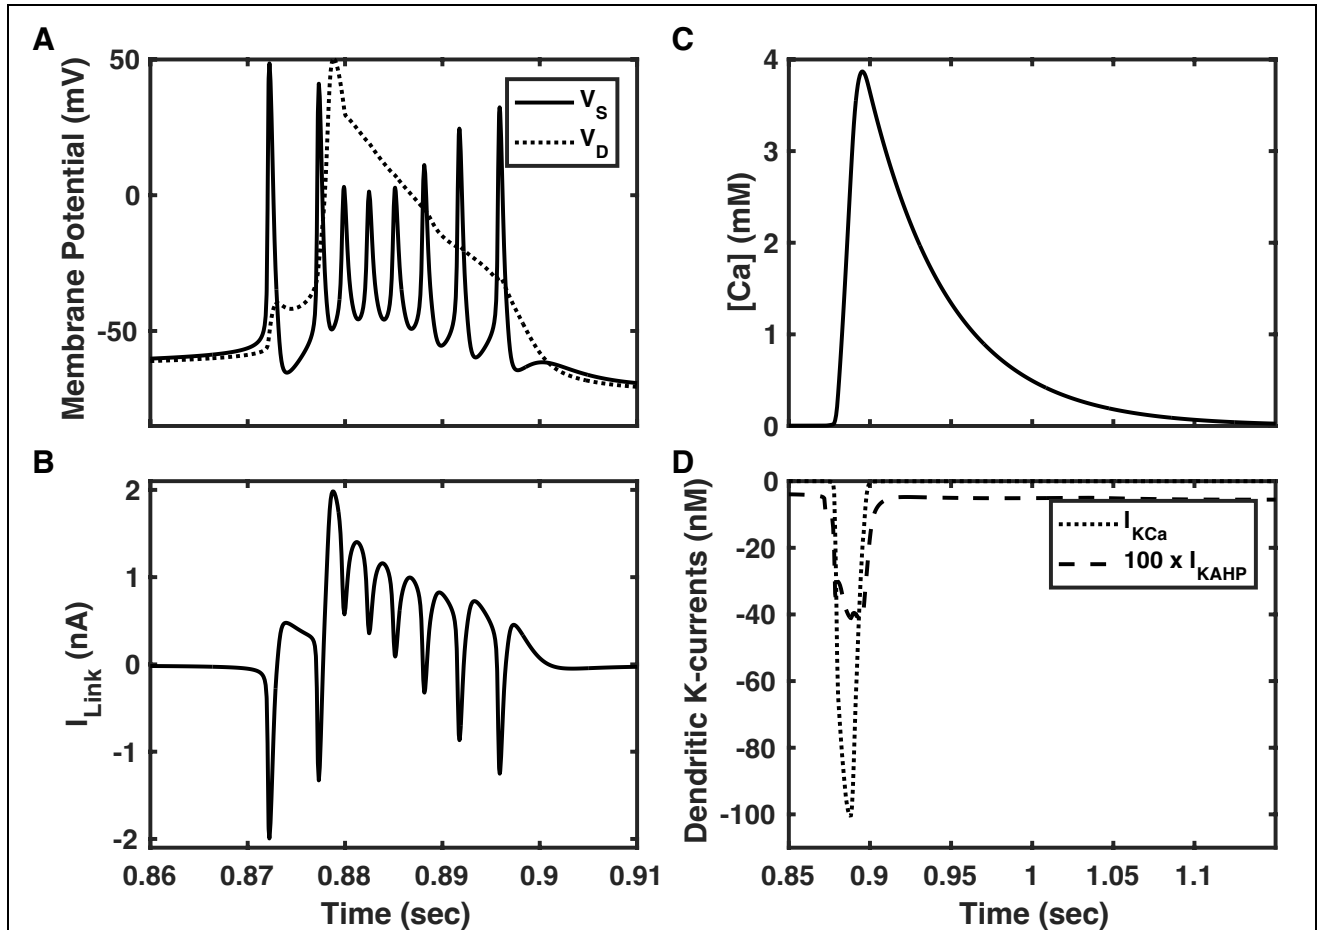 A
Membrane Potential (mV)
50
0
-50
V_S
V_D
B
I_Link (nA)
2
1
0
-1
-2
0.86 0.87 0.88 0.89 0.9 0.91
Time (sec)
C
[Ca] (mM)
4
3
2
1
0
D
Dendritic K-currents (nM)
0
-20
-40
-60
-80
-100
I_KCa
100 x I_KAHP
0.85 0.9 0.95 1 1.05 1.1
Time (sec)